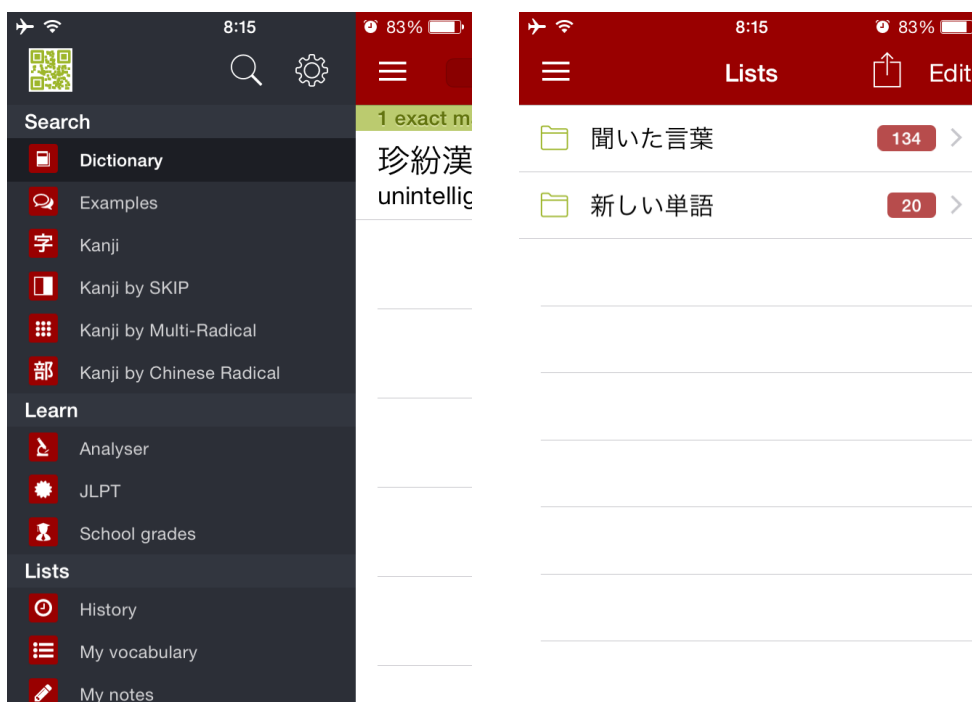 8:15
83%
Search
1 exact m
Dictionary
珍紛漢
Examples
字
Kanji
Kanji by SKIP
Kanji by Multi-Radical
部
Kanji by Chinese Radical
Learn
Analyser
JLPT
School grades
Lists
History
My vocabulary
My notes
8:15
83%
Lists
Edit
聞いた言葉
134
新しい単語
20